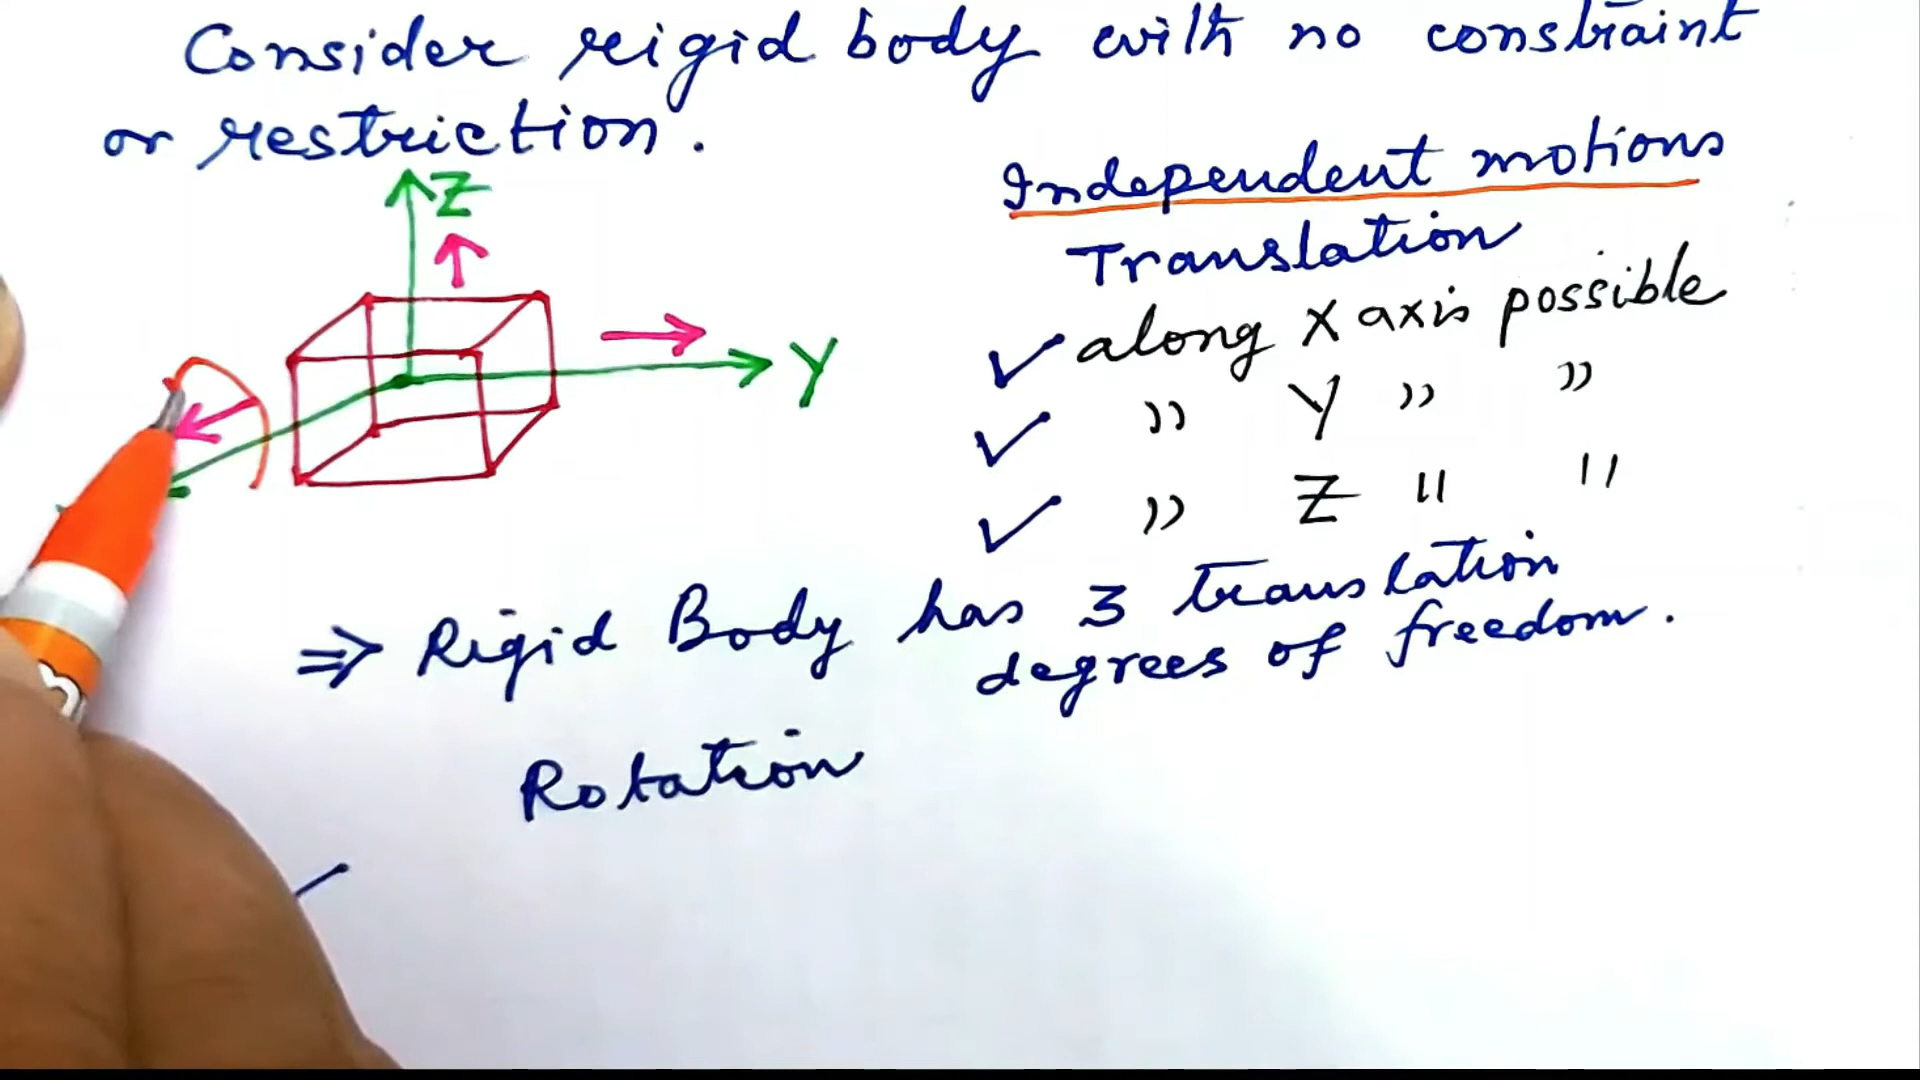 Consider rigid body with no constraint
or restriction.
Z
Y
Independent motions
Translation
✓ along X axis possible
✓ " Y " "
✓ " Z " "
⇒ Rigid Body has 3 translation
degrees of freedom.
Rotation